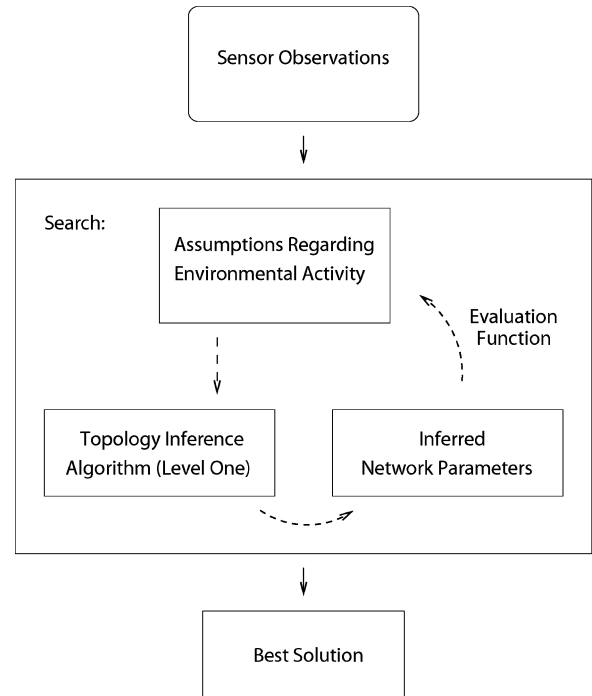 Sensor Observations
Search:
Assumptions Regarding
Environmental Activity
Evaluation
Function
Topology Inference
Algorithm (Level One)
Inferred
Network Parameters
Best Solution